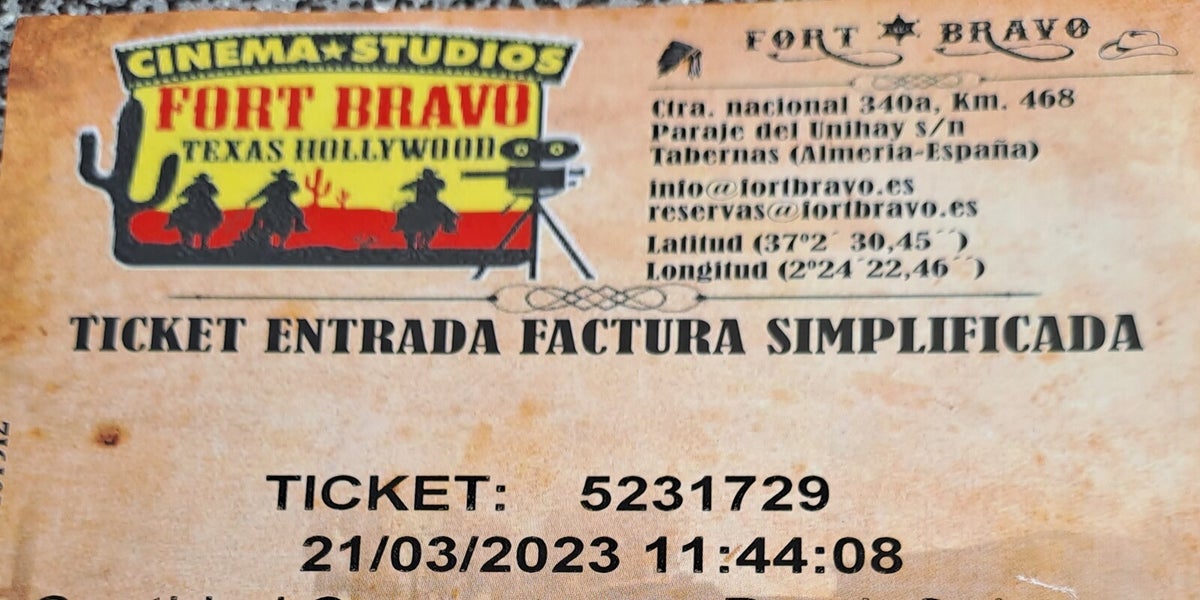 CINEMA★STUDIOS
FORT BRAVO
TEXAS HOLLYWOOD
FORT BRAVO
Ctra. nacional 340a, Km. 468
Paraje del Unihay s/n
Tabernas (Almeria-España)
info@fortbravo.es
reservas@fortbravo.es
Latitud (37º2´ 30,45´´)
Longitud (2º24´22,46´´)
TICKET ENTRADA FACTURA SIMPLIFICADA
TICKET: 5231729
21/03/2023 11:44:08